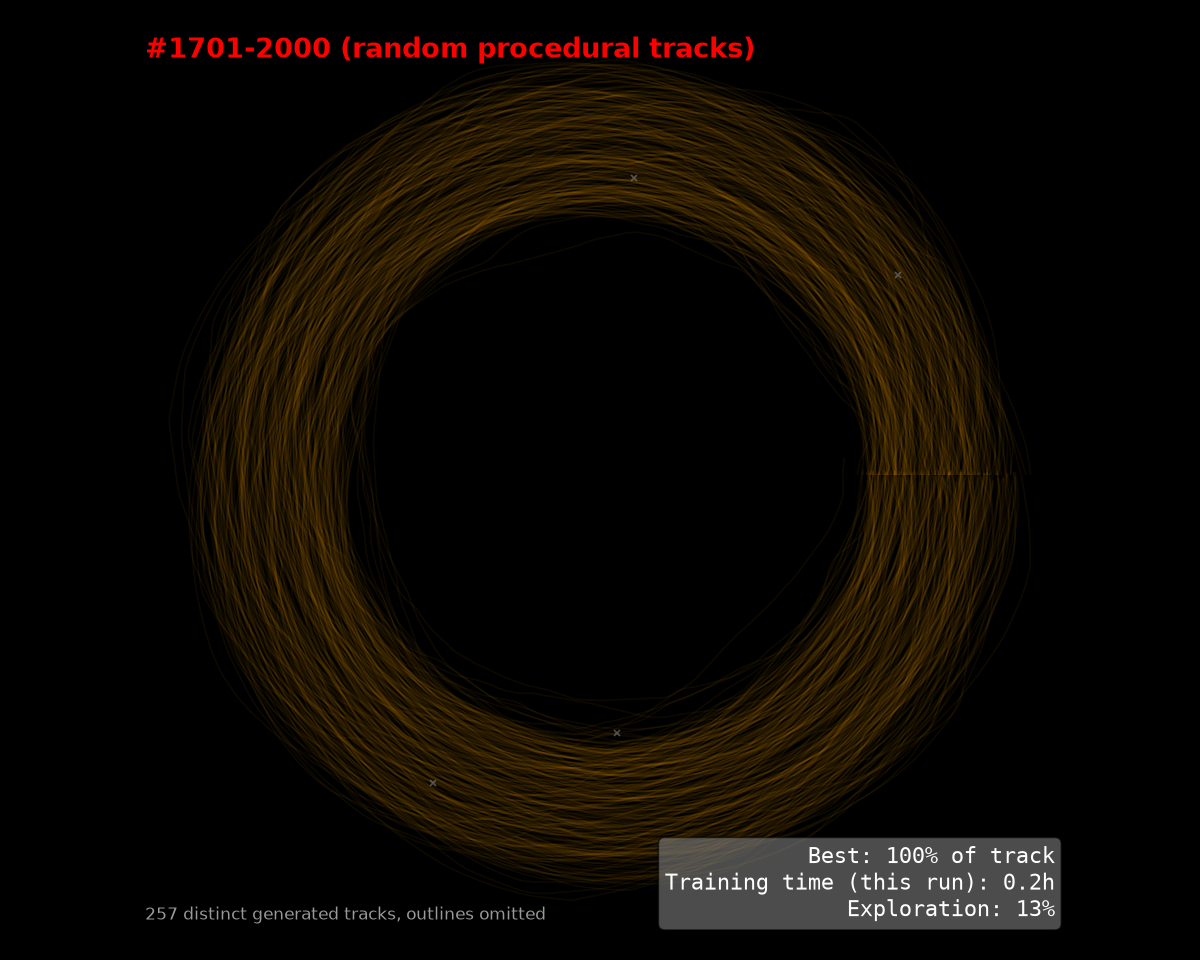 #1701-2000 (random procedural tracks)
Best: 100% of track
Training time (this run): 0.2h
Exploration: 13%
257 distinct generated tracks, outlines omitted